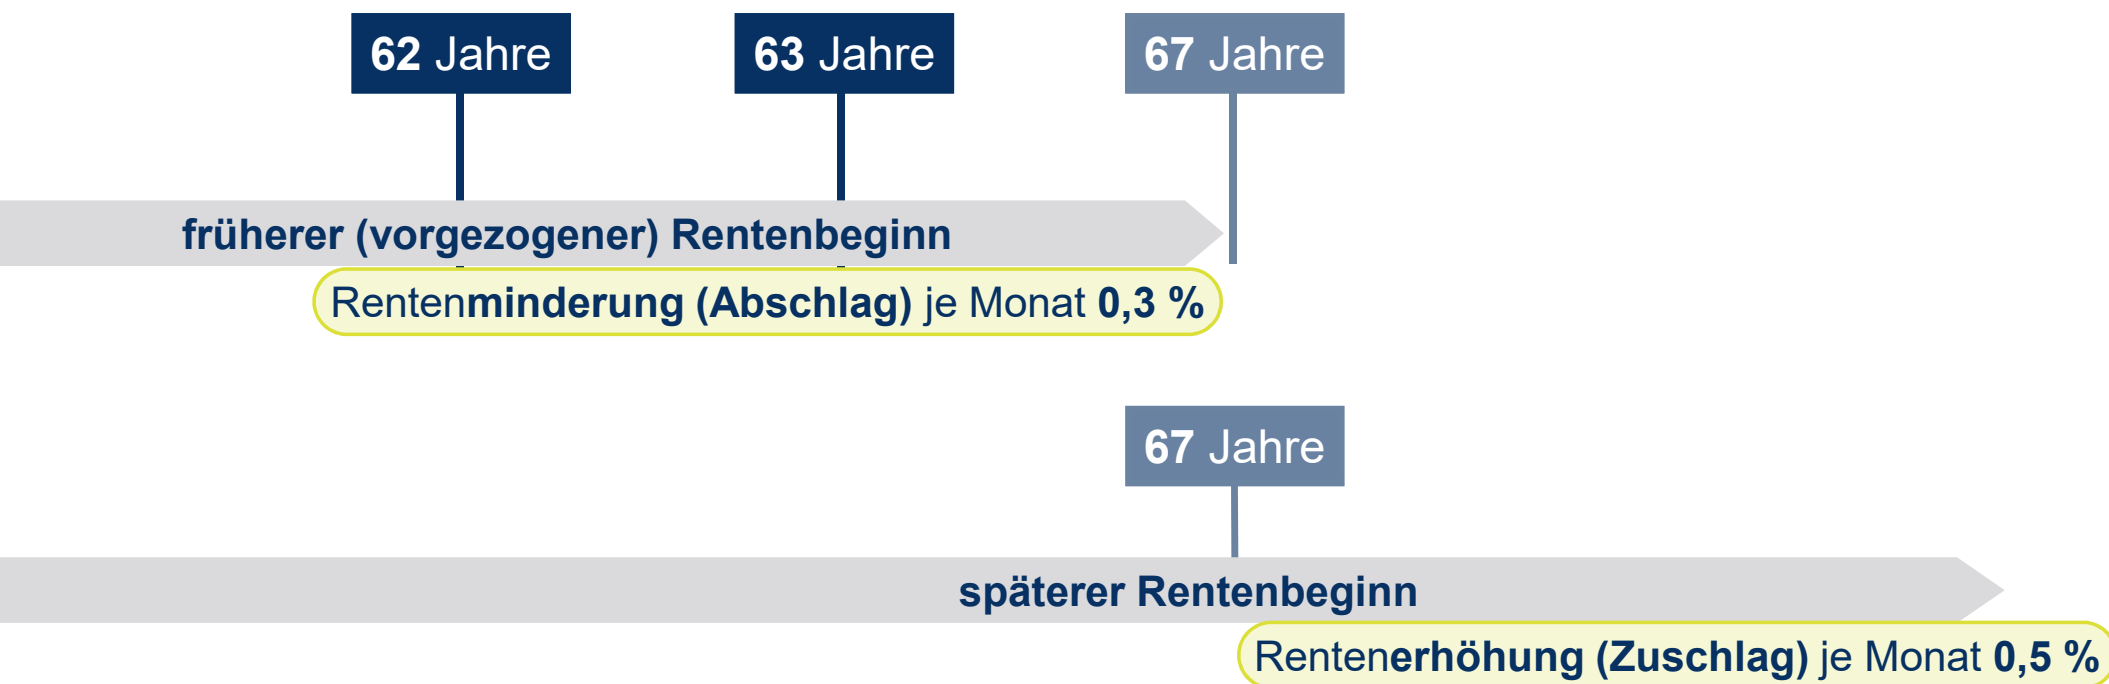 62 Jahre
63 Jahre
67 Jahre
früherer (vorgezogener) Rentenbeginn
Rentenminderung (Abschlag) je Monat 0,3 %
67 Jahre
späterer Rentenbeginn
Rentenerhöhung (Zuschlag) je Monat 0,5 %